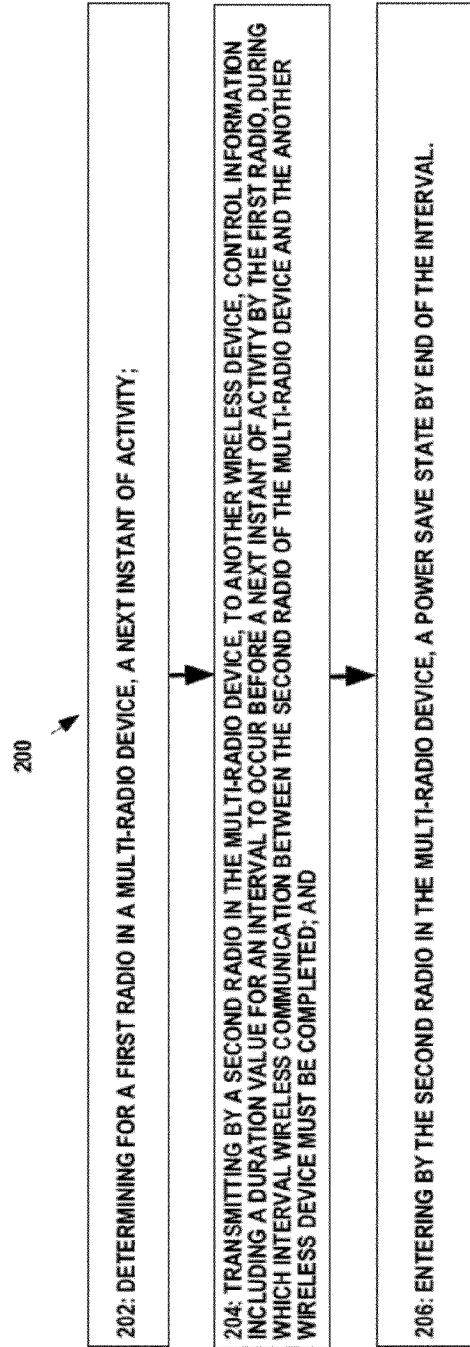 200
202: DETERMINING FOR A FIRST RADIO IN A MULTI-RADIO DEVICE, A NEXT INSTANT OF ACTIVITY;
204: TRANSMITTING BY A SECOND RADIO IN THE MULTI-RADIO DEVICE, TO ANOTHER WIRELESS DEVICE, CONTROL INFORMATION
INCLUDING A DURATION VALUE FOR AN INTERVAL TO OCCUR BEFORE A NEXT INSTANT OF ACTIVITY BY THE FIRST RADIO, DURING
WHICH INTERVAL WIRELESS COMMUNICATION BETWEEN THE SECOND RADIO OF THE MULTI-RADIO DEVICE AND THE ANOTHER
WIRELESS DEVICE MUST BE COMPLETED; AND
206: ENTERING BY THE SECOND RADIO IN THE MULTI-RADIO DEVICE, A POWER SAVE STATE BY END OF THE INTERVAL.